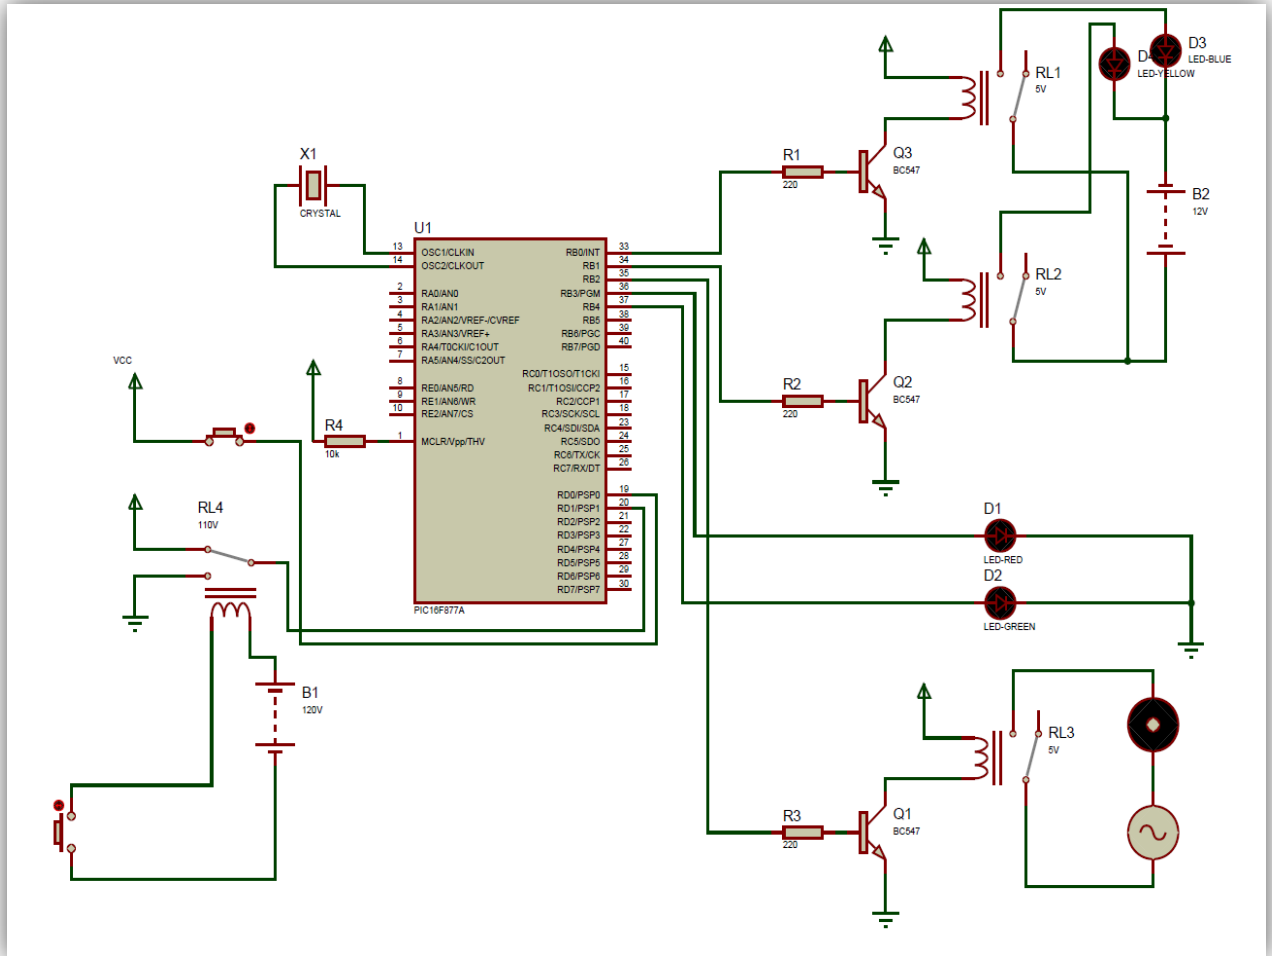 D3
LED-BLUE
D4
LED-YELLOW
RL1
5V
X1
CRYSTAL
R1
220
Q3
BC547
B2
12V
U1
13
OSC1/CLKIN
14
OSC2/CLKOUT
2
RA0/AN0
3
RA1/AN1
4
RA2/AN2/VREF-/CVREF
5
RA3/AN3/VREF+
6
RA4/T0CKI/C1OUT
7
RA5/AN4/SS/C2OUT
8
RE0/AN5/RD
9
RE1/AN6/WR
10
RE2/AN7/CS
1
MCLR/Vpp/THV
RB0/INT
33
RB1
34
RB2
35
RB3/PGM
36
RB4
37
RB5
38
RB6/PGC
39
RB7/PGD
40
RC0/T1OSO/T1CKI
15
RC1/T1OSI/CCP2
16
RC2/CCP1
17
RC3/SCK/SCL
18
RC4/SDI/SDA
23
RC5/SDO
24
RC6/TX/CK
25
RC7/RX/DT
26
RD0/PSP0
19
RD1/PSP1
20
RD2/PSP2
21
RD3/PSP3
22
RD4/PSP4
27
RD5/PSP5
28
RD6/PSP6
29
RD7/PSP7
30
PIC16F877A
RL2
5V
R2
220
Q2
BC547
VCC
R4
10k
RL4
110V
D1
LED-RED
D2
LED-GREEN
B1
120V
RL3
5V
R3
220
Q1
BC547